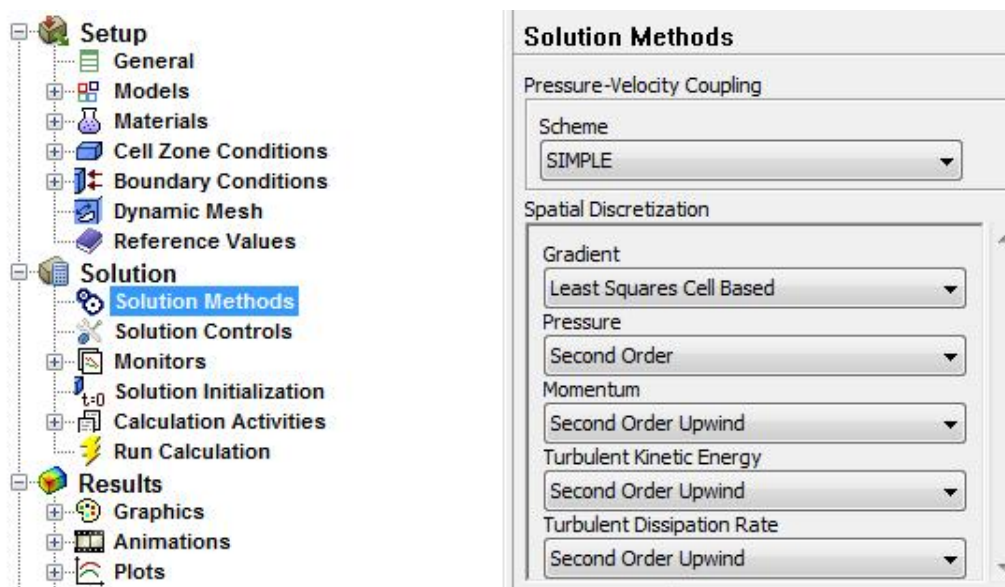 Setup
General
Models
Materials
Cell Zone Conditions
Boundary Conditions
Dynamic Mesh
Reference Values
Solution
Solution Methods
Solution Controls
Monitors
t=0 Solution Initialization
Calculation Activities
Run Calculation
Results
Graphics
Animations
Plots
Solution Methods
Pressure-Velocity Coupling
Scheme
SIMPLE
Spatial Discretization
Gradient
Least Squares Cell Based
Pressure
Second Order
Momentum
Second Order Upwind
Turbulent Kinetic Energy
Second Order Upwind
Turbulent Dissipation Rate
Second Order Upwind